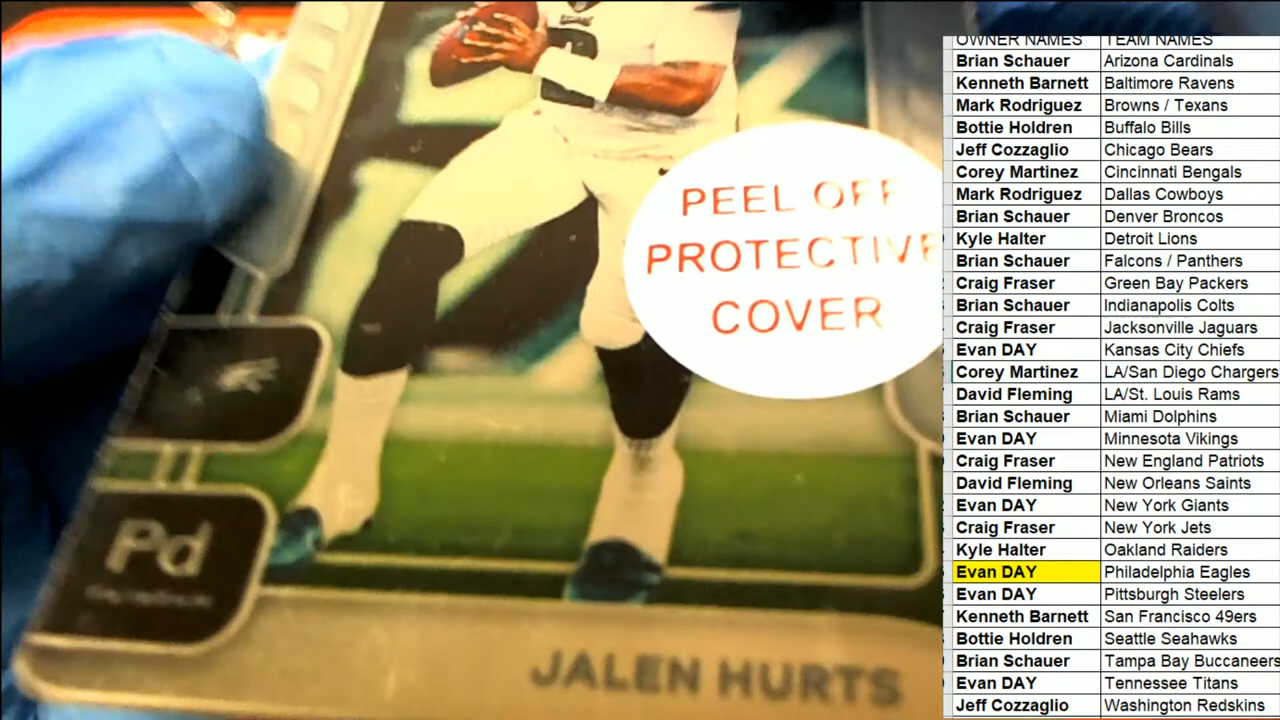 PEEL OFF
PROTECTIVE
COVER
Pd
JALEN HURTS
OWNER NAMES TEAM NAMES
Brian Schauer Arizona Cardinals
Kenneth Barnett Baltimore Ravens
Mark Rodriguez Browns / Texans
Bottie Holdren Buffalo Bills
Jeff Cozzaglio Chicago Bears
Corey Martinez Cincinnati Bengals
Mark Rodriguez Dallas Cowboys
Brian Schauer Denver Broncos
Kyle Halter Detroit Lions
Brian Schauer Falcons / Panthers
Craig Fraser Green Bay Packers
Brian Schauer Indianapolis Colts
Craig Fraser Jacksonville Jaguars
Evan DAY Kansas City Chiefs
Corey Martinez LA/San Diego Chargers
David Fleming LA/St. Louis Rams
Brian Schauer Miami Dolphins
Evan DAY Minnesota Vikings
Craig Fraser New England Patriots
David Fleming New Orleans Saints
Evan DAY New York Giants
Craig Fraser New York Jets
Kyle Halter Oakland Raiders
Evan DAY Philadelphia Eagles
Evan DAY Pittsburgh Steelers
Kenneth Barnett San Francisco 49ers
Bottie Holdren Seattle Seahawks
Brian Schauer Tampa Bay Buccaneers
Evan DAY Tennessee Titans
Jeff Cozzaglio Washington Redskins